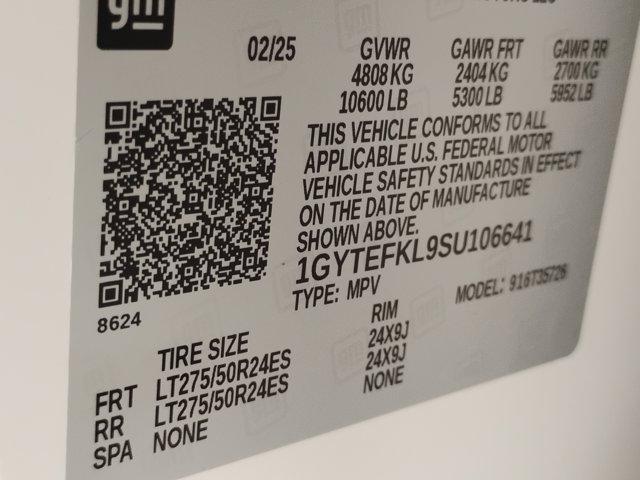 gm
02/25 GVWR GAWR FRT GAWR RR
4808 KG 2404 KG 2700 KG
10600 LB 5300 LB 5952 LB
THIS VEHICLE CONFORMS TO ALL
APPLICABLE U.S. FEDERAL MOTOR
VEHICLE SAFETY STANDARDS IN EFFECT
ON THE DATE OF MANUFACTURE
SHOWN ABOVE.
1GYTEFKL9SU106641
TYPE: MPV MODEL: 916T35726
8624
TIRE SIZE RIM
FRT LT275/50R24ES 24X9J
RR LT275/50R24ES 24X9J
SPA NONE NONE